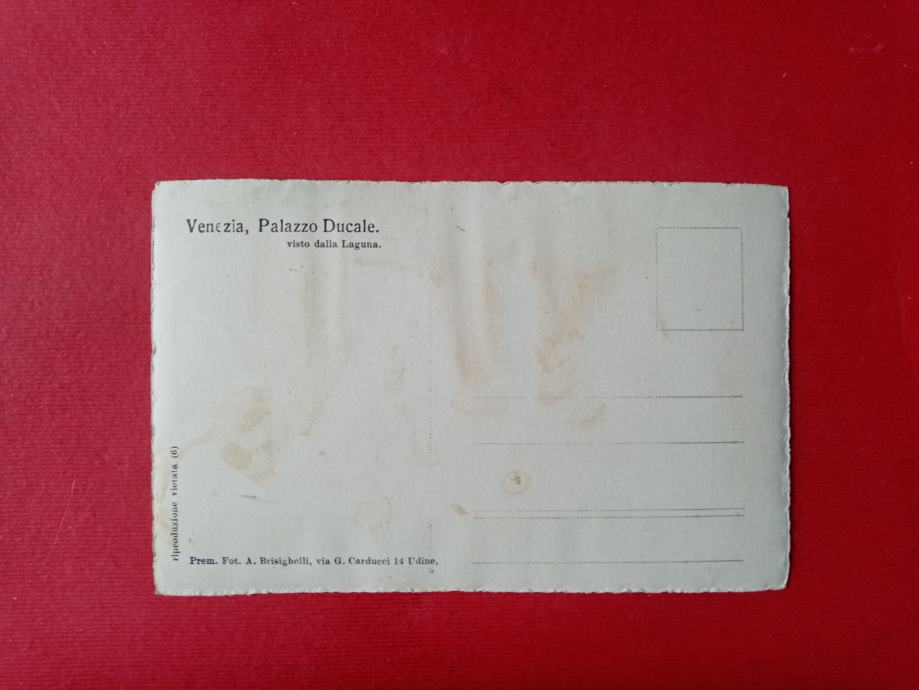 Venezia, Palazzo Ducale.
visto dalla Laguna.
riproduzione vietata (6)
Prem. Fot. A. Brisighelli, via G. Carducci 14 Udine.